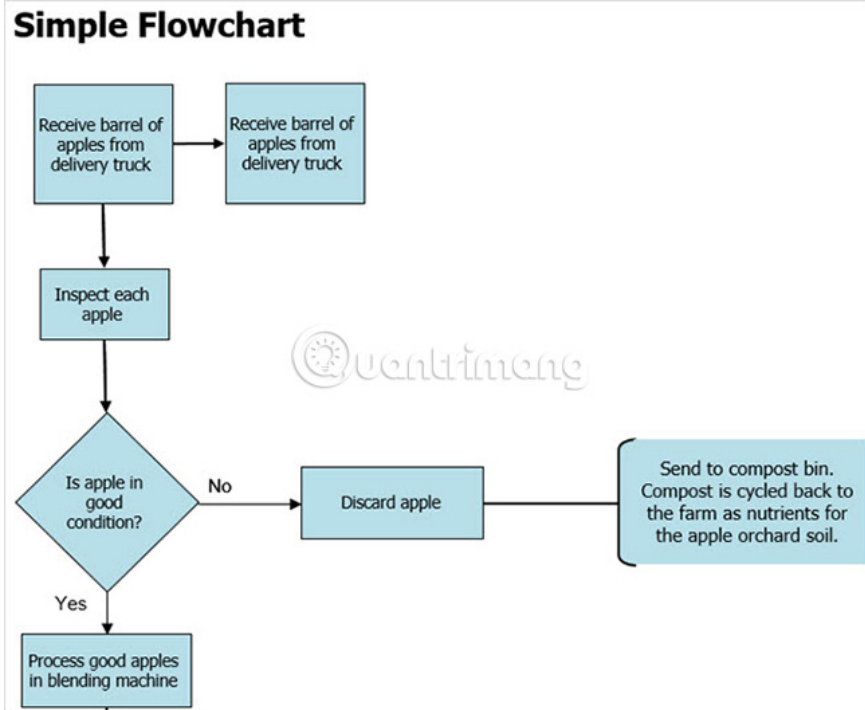 Simple Flowchart
Receive barrel of
apples from
delivery truck
Receive barrel of
apples from
delivery truck
Inspect each
apple
Quantrimang
Is apple in
good
condition?
No
Discard apple
Send to compost bin.
Compost is cycled back to
the farm as nutrients for
the apple orchard soil.
Yes
Process good apples
in blending machine